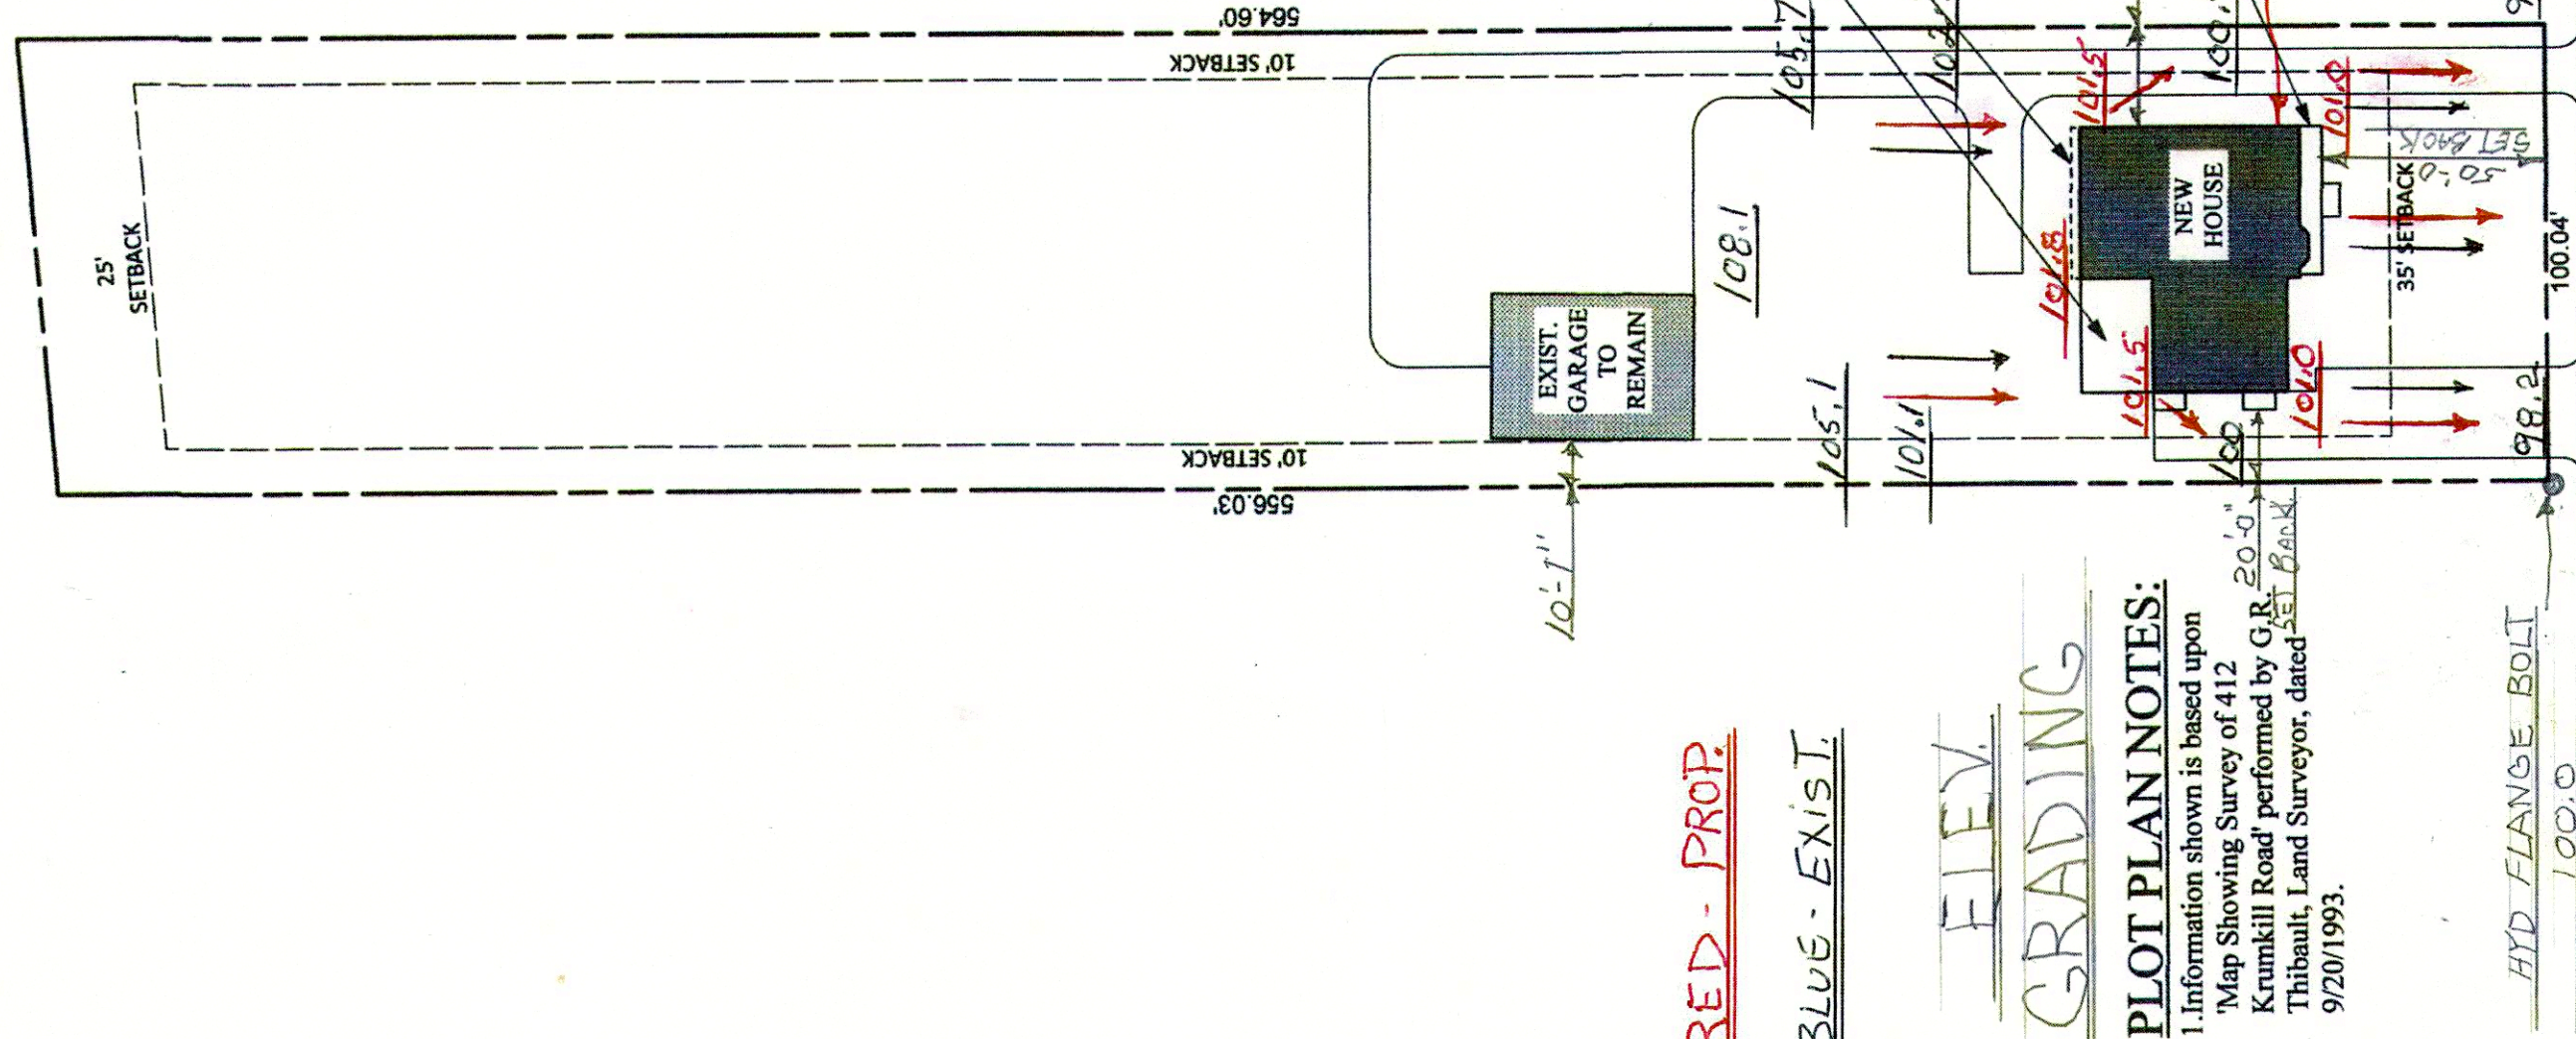 25'
SETBACK
564.60'
10' SETBACK
10' SETBACK
556.03'
EXIST.
GARAGE
TO
REMAIN
10'-1"
108.1
105.7
105.1
101.1
101.8
101.5
101.5
NEW
HOUSE
100
101.0
101.0
35' SETBACK
50'-0
SET BACK
100.04'
98.2
20'-0"
SET BACK
RED - PROP.
BLUE - EXIST.
ELEV.
GRADING
PLOT PLAN NOTES:
1.Information shown is based upon
'Map Showing Survey of 412
Krumkill Road' performed by G.R.
Thibault, Land Surveyor, dated
9/20/1993.
HYD FLANGE BOLT
100.0